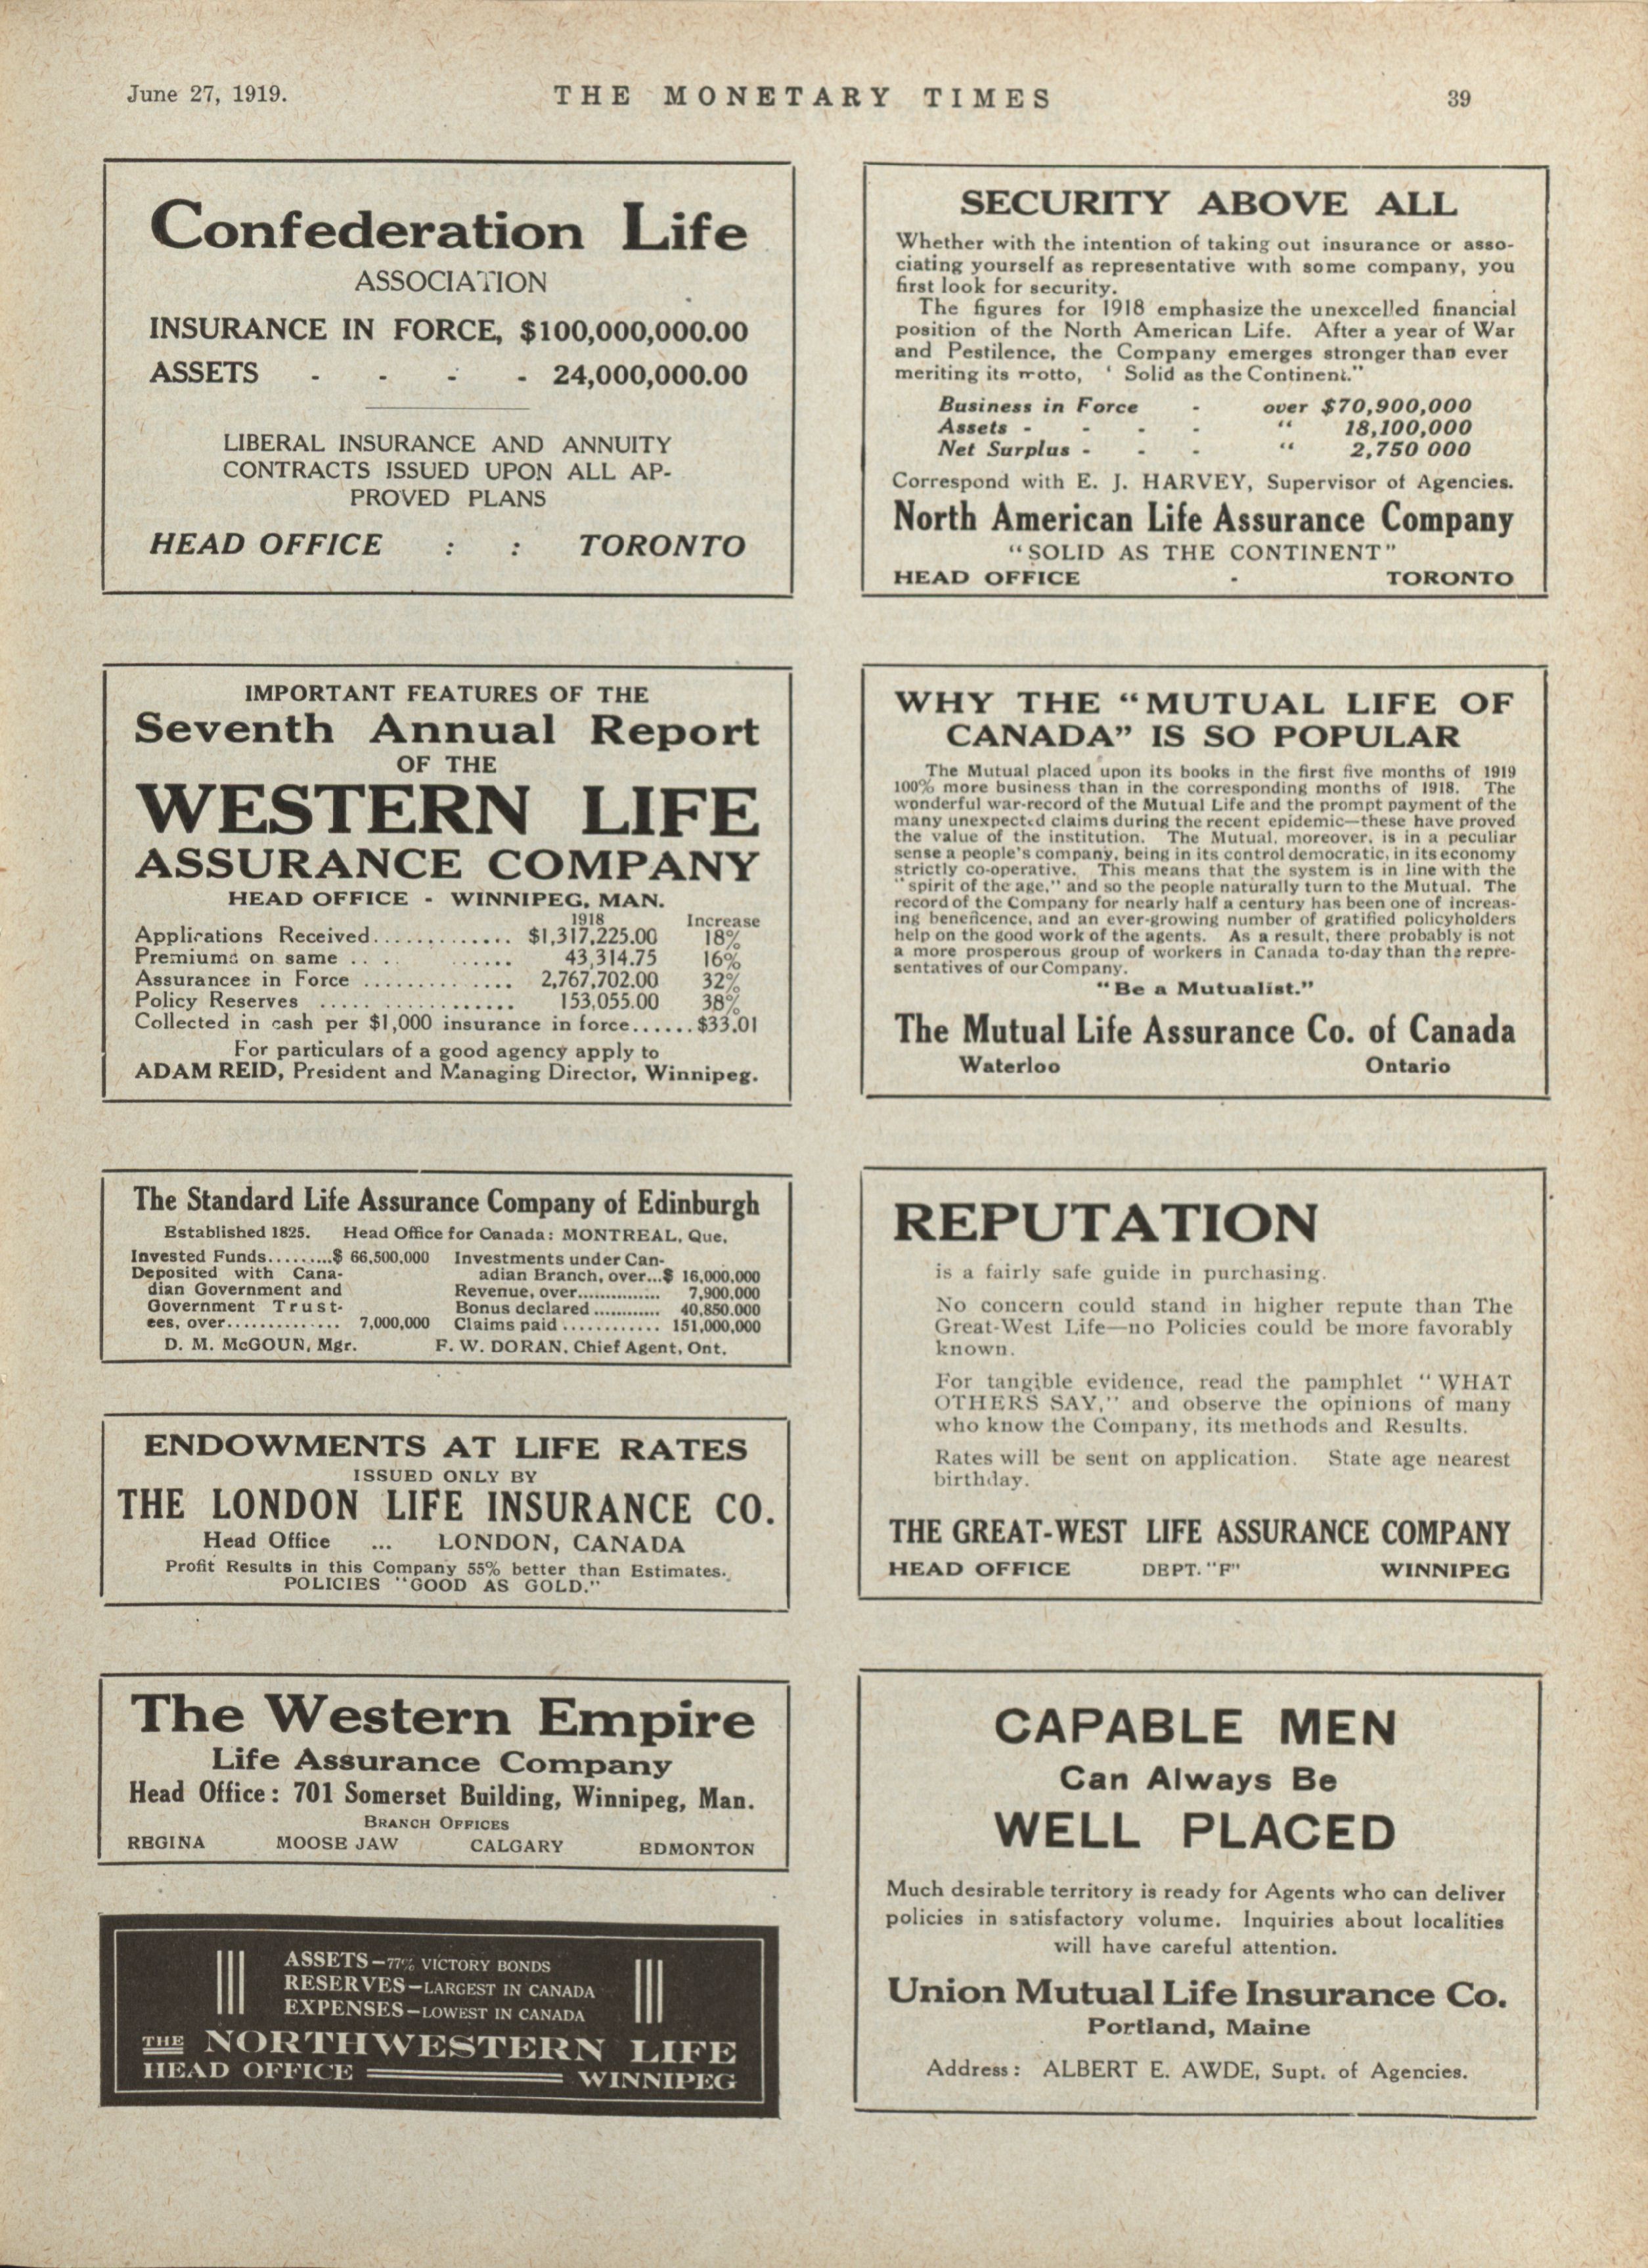 June 27, 1919.
THE MONETARY TIMES
39
Confederation Life
ASSOCIATION
INSURANCE IN FORCE, $100,000,000.00
ASSETS - - - - 24,000,000.00
LIBERAL INSURANCE AND ANNUITY
CONTRACTS ISSUED UPON ALL AP-
PROVED PLANS
HEAD OFFICE : : TORONTO
IMPORTANT FEATURES OF THE
Seventh Annual Report
OF THE
WESTERN LIFE
ASSURANCE COMPANY
HEAD OFFICE - WINNIPEG, MAN.
1918 Increase
Applications Received............. $1,317,225.00 18%
Premiums on same .... ..... 43,314.75 16%
Assurances in Force ............. 2,767,702.00 32%
Policy Reserves ..... ............ 153,055.00 38%
Collected in cash per $1,000 insurance in force......$33.01
For particulars of a good agency apply to
ADAM REID, President and Managing Director, Winnipeg.
The Standard Life Assurance Company of Edinburgh
Established 1825. Head Office for Canada: MONTREAL, Que.
Invested Funds.........$ 66,500,000
Deposited with Cana-
dian Government and
Government Trust-
ees, over............. 7,000,000
Investments under Can-
adian Branch, over...$ 16,000,000
Revenue, over.............. 7,900,000
Bonus declared ............ 40,850,000
Claims paid ............ 151,000,000
D. M. McGOUN, Mgr. F. W. DORAN, Chief Agent, Ont.
ENDOWMENTS AT LIFE RATES
ISSUED ONLY BY
THE LONDON LIFE INSURANCE CO.
Head Office ... LONDON, CANADA
Profit Results in this Company 55% better than Estimates.
POLICIES "GOOD AS GOLD."
The Western Empire
Life Assurance Company
Head Office: 701 Somerset Building, Winnipeg, Man.
BRANCH OFFICES
REGINA MOOSE JAW CALGARY EDMONTON
ASSETS—77% VICTORY BONDS
RESERVES—LARGEST IN CANADA
EXPENSES—LOWEST IN CANADA
THE NORTHWESTERN LIFE
HEAD OFFICE WINNIPEG
SECURITY ABOVE ALL
Whether with the intention of taking out insurance or asso-
ciating yourself as representative with some company, you
first look for security.
The figures for 1918 emphasize the unexcelled financial
position of the North American Life. After a year of War
and Pestilence, the Company emerges stronger than ever
meriting its motto, ' Solid as the Continent."
Business in Force - over $70,900,000
Assets - - - - " 18,100,000
Net Surplus - - - " 2,750 000
Correspond with E. J. HARVEY, Supervisor of Agencies.
North American Life Assurance Company
"SOLID AS THE CONTINENT"
HEAD OFFICE - TORONTO
WHY THE "MUTUAL LIFE OF
CANADA" IS SO POPULAR
The Mutual placed upon its books in the first five months of 1919
100% more business than in the corresponding months of 1918. The
wonderful war-record of the Mutual Life and the prompt payment of the
many unexpected claims during the recent epidemic—these have proved
the value of the institution. The Mutual, moreover, is in a peculiar
sense a people's company, being in its control democratic, in its economy
strictly co-operative. This means that the system is in line with the
"spirit of the age," and so the people naturally turn to the Mutual. The
record of the Company for nearly half a century has been one of increas-
ing beneficence, and an ever-growing number of gratified policyholders
help on the good work of the agents. As a result, there probably is not
a more prosperous group of workers in Canada to-day than the repre-
sentatives of our Company.
"Be a Mutualist."
The Mutual Life Assurance Co. of Canada
Waterloo Ontario
REPUTATION
is a fairly safe guide in purchasing.
No concern could stand in higher repute than The
Great-West Life—no Policies could be more favorably
known.
For tangible evidence, read the pamphlet "WHAT
OTHERS SAY," and observe the opinions of many
who know the Company, its methods and Results.
Rates will be sent on application. State age nearest
birthday.
THE GREAT-WEST LIFE ASSURANCE COMPANY
HEAD OFFICE DEPT. "F" WINNIPEG
CAPABLE MEN
Can Always Be
WELL PLACED
Much desirable territory is ready for Agents who can deliver
policies in satisfactory volume. Inquiries about localities
will have careful attention.
Union Mutual Life Insurance Co.
Portland, Maine
Address: ALBERT E. AWDE, Supt. of Agencies.